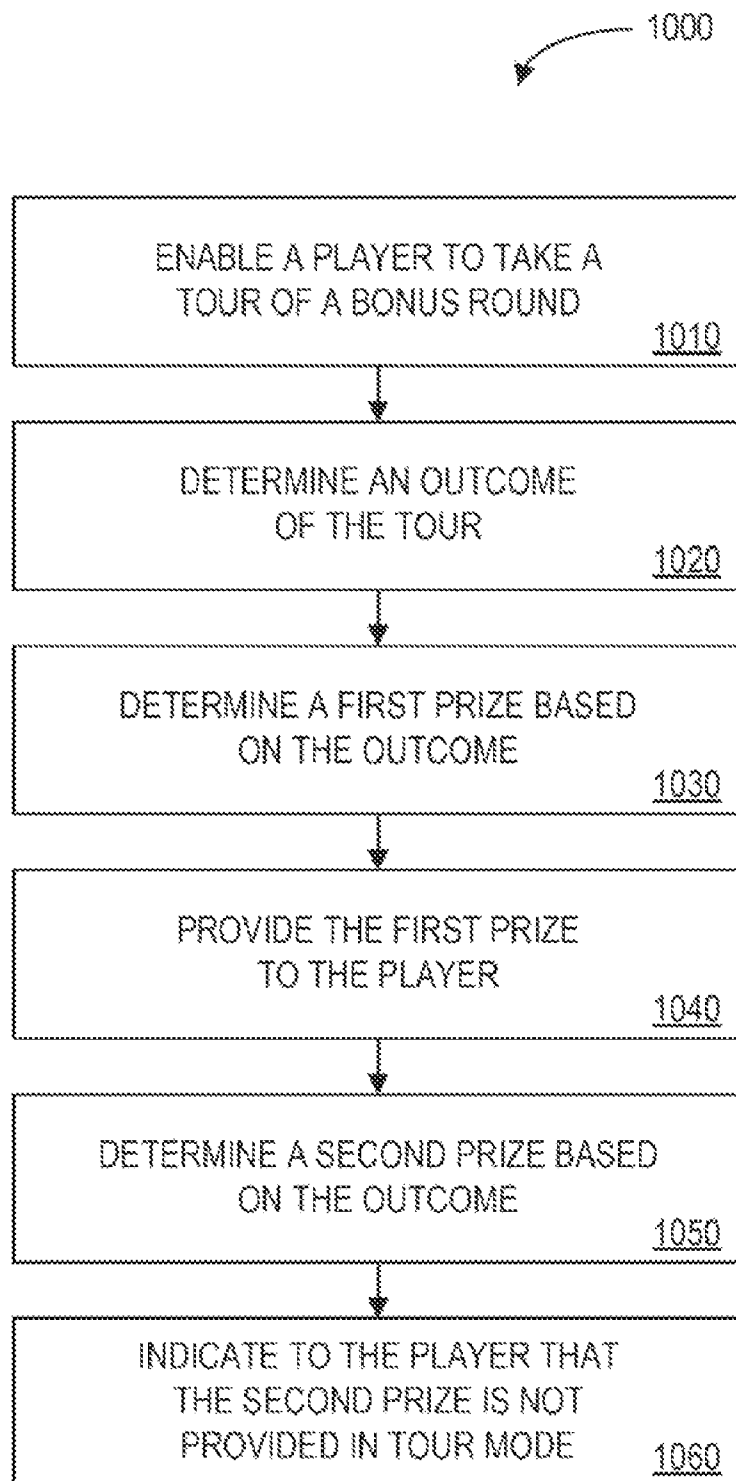 1000
ENABLE A PLAYER TO TAKE A
TOUR OF A BONUS ROUND
1010
DETERMINE AN OUTCOME
OF THE TOUR
1020
DETERMINE A FIRST PRIZE BASED
ON THE OUTCOME
1030
PROVIDE THE FIRST PRIZE
TO THE PLAYER
1040
DETERMINE A SECOND PRIZE BASED
ON THE OUTCOME
1050
INDICATE TO THE PLAYER THAT
THE SECOND PRIZE IS NOT
PROVIDED IN TOUR MODE
1060